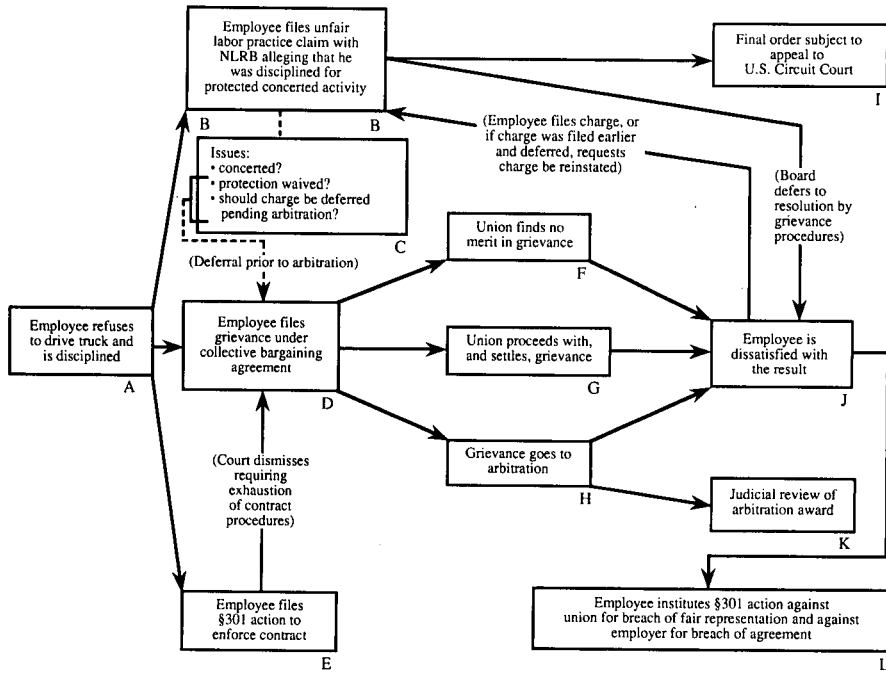 Employee files unfair
labor practice claim with
NLRB alleging that he
was disciplined for
protected concerted activity
B
B
Final order subject to
appeal to
U.S. Circuit Court
I
(Employee files charge, or
if charge was filed earlier
and deferred, requests
charge be reinstated)
Issues:
• concerted?
• protection waived?
• should charge be deferred
pending arbitration?
C
(Board
defers to
resolution by
grievance
procedures)
(Deferral prior to arbitration)
Union finds no
merit in grievance
F
Employee refuses
to drive truck and
is disciplined
A
Employee files
grievance under
collective bargaining
agreement
D
Union proceeds with,
and settles, grievance
G
Employee is
dissatisfied with
the result
J
(Court dismisses
requiring
exhaustion
of contract
procedures)
Grievance goes to
arbitration
H
Judicial review of
arbitration award
K
Employee files
§301 action to
enforce contract
E
Employee institutes §301 action against
union for breach of fair representation and against
employer for breach of agreement
L